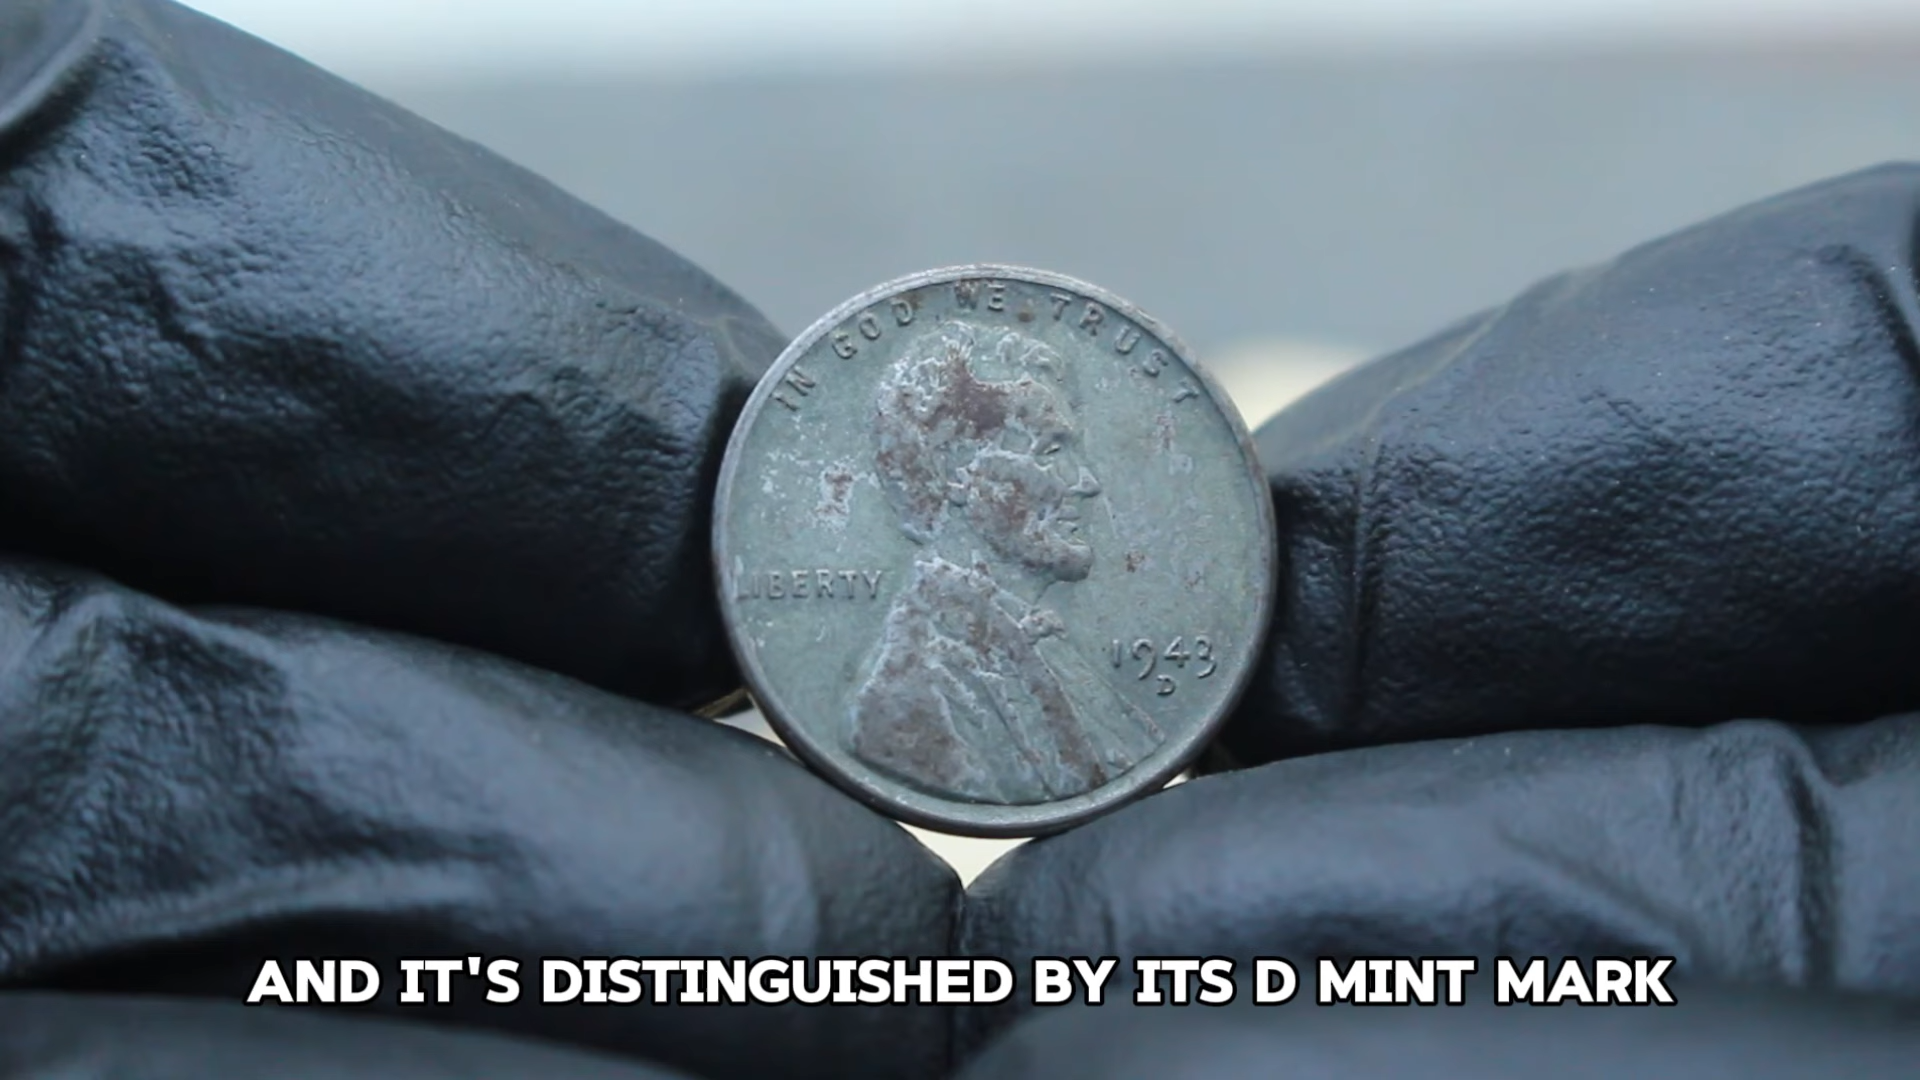 IN GOD WE TRUST
LIBERTY
1943
D
AND IT'S DISTINGUISHED BY ITS D MINT MARK